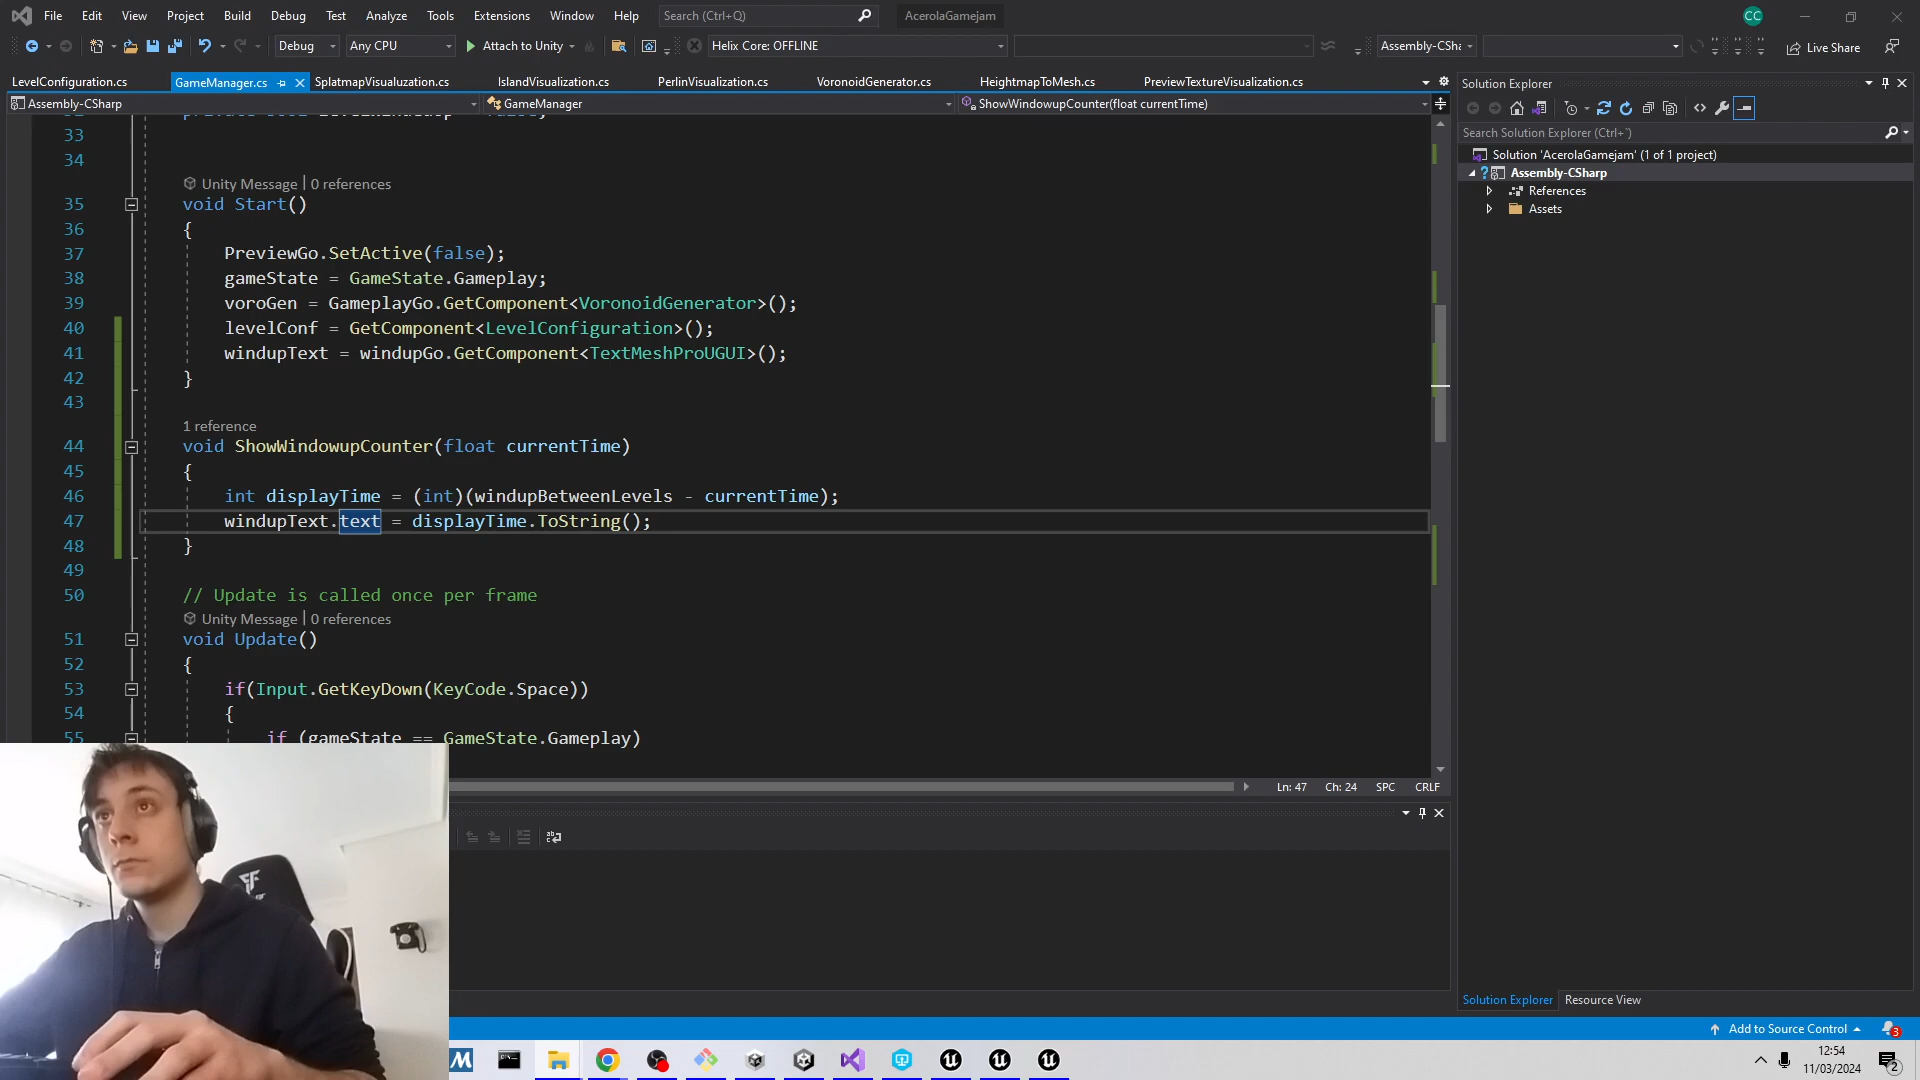 File Edit View Project Build Debug Test Analyze Tools Extensions Window Help Search (Ctrl+Q) AcerolaGamejam CC
Debug Any CPU Attach to Unity Helix Core: OFFLINE Assembly-CSha Live Share
LevelConfiguration.cs GameManager.cs SplatmapVisualuzation.cs IslandVisualization.cs PerlinVisualization.cs VoronoidGenerator.cs HeightmapToMesh.cs PreviewTextureVisualization.cs
Assembly-CSharp GameManager ShowWindowupCounter(float currentTime)
33
34
Unity Message | 0 references
35 void Start()
36 {
37 PreviewGo.SetActive(false);
38 gameState = GameState.Gameplay;
39 voroGen = GameplayGo.GetComponent<VoronoidGenerator>();
40 levelConf = GetComponent<LevelConfiguration>();
41 windupText = windupGo.GetComponent<TextMeshProUGUI>();
42 }
43
1 reference
44 void ShowWindowupCounter(float currentTime)
45 {
46 int displayTime = (int)(windupBetweenLevels - currentTime);
47 windupText.text = displayTime.ToString();
48 }
49
50 // Update is called once per frame
Unity Message | 0 references
51 void Update()
52 {
53 if(Input.GetKeyDown(KeyCode.Space))
54 {
55 if (gameState == GameState.Gameplay)
Ln: 47 Ch: 24 SPC CRLF
Solution Explorer
Search Solution Explorer (Ctrl+`)
Solution 'AcerolaGamejam' (1 of 1 project)
Assembly-CSharp
References
Assets
Solution Explorer Resource View
Add to Source Control 3
12:54
11/03/2024
2